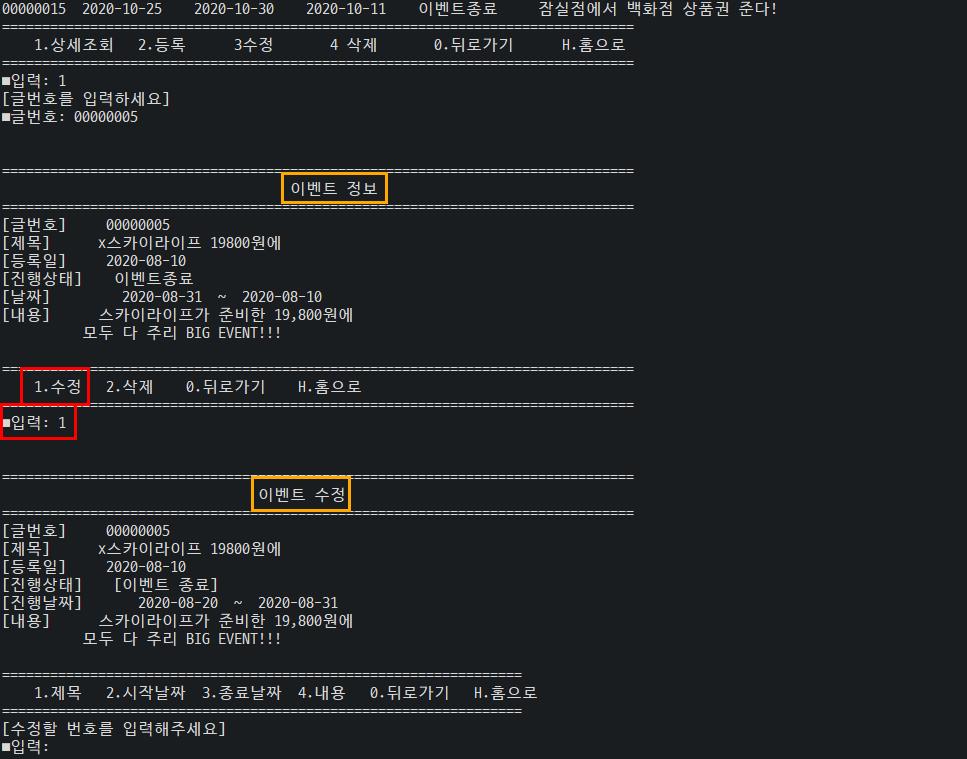 00000015 2020-10-25 2020-10-30 2020-10-11 이벤트종료 잠실점에서 백화점 상품권 준다!
===============================================================================
1.상세조회 2.등록 3수정 4 삭제 0.뒤로가기 H.홈으로
===============================================================================
■입력: 1
[글번호를 입력하세요]
■글번호: 00000005
===============================================================================
이벤트 정보
===============================================================================
[글번호] 00000005
[제목] x스카이라이프 19800원에
[등록일] 2020-08-10
[진행상태] 이벤트종료
[날짜] 2020-08-31 ~ 2020-08-10
[내용] 스카이라이프가 준비한 19,800원에
모두 다 주리 BIG EVENT!!!
===============================================================================
1.수정 2.삭제 0.뒤로가기 H.홈으로
===============================================================================
■입력: 1
===============================================================================
이벤트 수정
===============================================================================
[글번호] 00000005
[제목] x스카이라이프 19800원에
[등록일] 2020-08-10
[진행상태] [이벤트 종료]
[진행날짜] 2020-08-20 ~ 2020-08-31
[내용] 스카이라이프가 준비한 19,800원에
모두 다 주리 BIG EVENT!!!
=================================================================
1.제목 2.시작날짜 3.종료날짜 4.내용 0.뒤로가기 H.홈으로
=================================================================
[수정할 번호를 입력해주세요]
■입력: